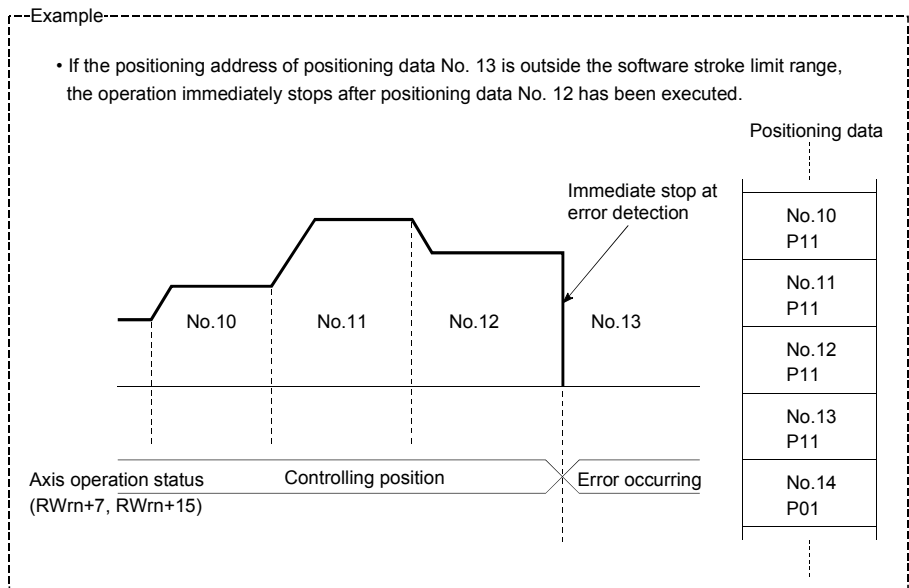 Example
• If the positioning address of positioning data No. 13 is outside the software stroke limit range,
the operation immediately stops after positioning data No. 12 has been executed.
Positioning data
Immediate stop at
error detection
No.10
No.11
No.12
No.13
No.10
P11
No.11
P11
No.12
P11
No.13
P11
No.14
P01
Axis operation status
(RWrn+7, RWrn+15)
Controlling position
Error occurring